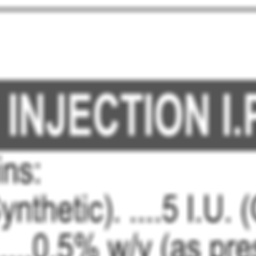 INJECTION I.P
ins:
ynthetic). ....5 I.U. (
....0.5% w/v (as pres